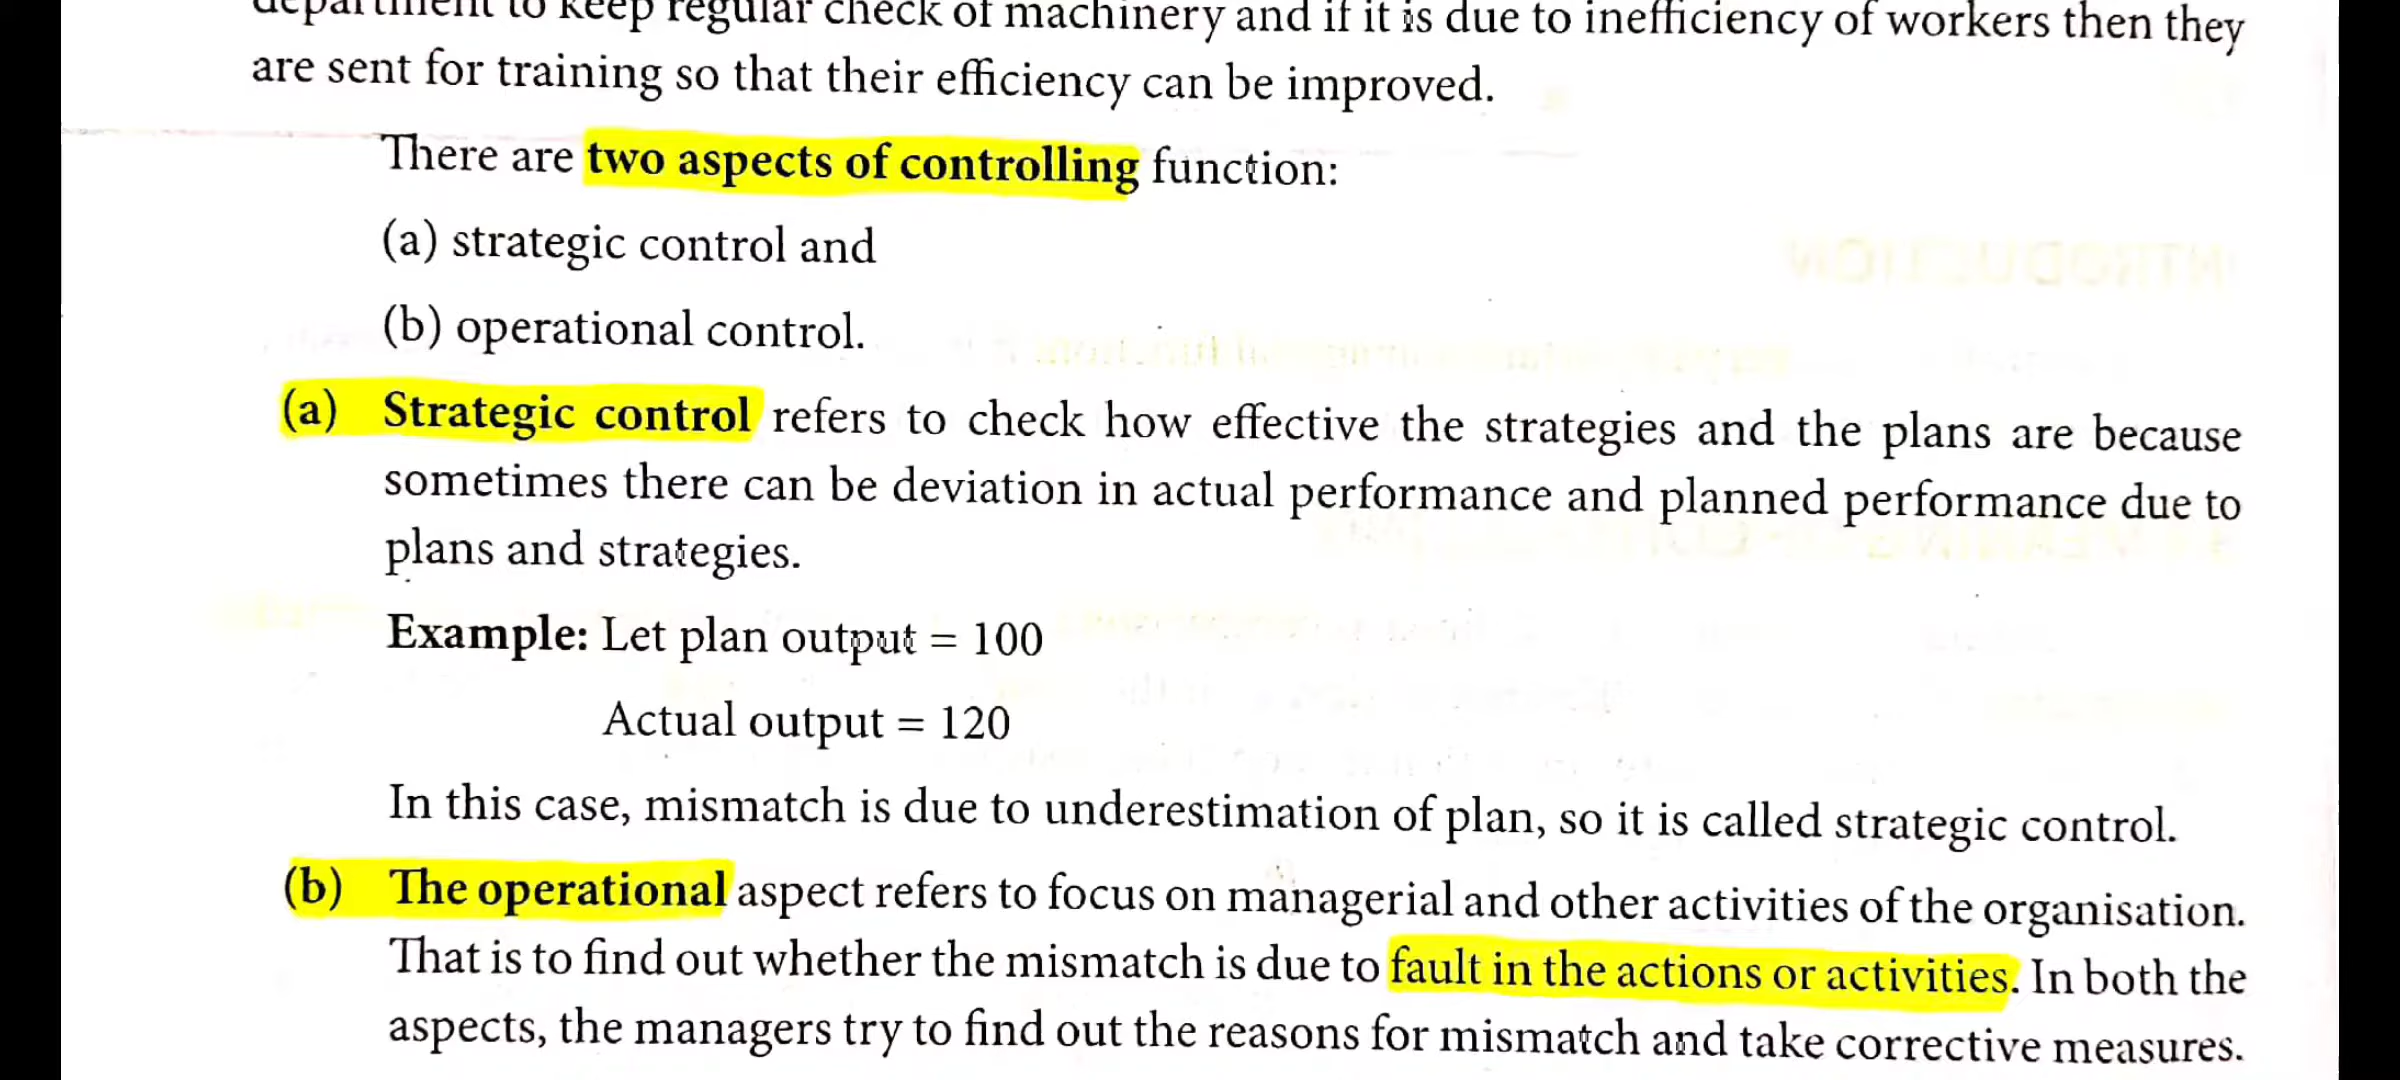 department to keep regular check of machinery and if it is due to inefficiency of workers then they
are sent for training so that their efficiency can be improved.
There are two aspects of controlling function:
(a) strategic control and
(b) operational control.
(a) Strategic control refers to check how effective the strategies and the plans are because
sometimes there can be deviation in actual performance and planned performance due to
plans and strategies.
Example: Let plan output = 100
Actual output = 120
In this case, mismatch is due to underestimation of plan, so it is called strategic control.
(b) The operational aspect refers to focus on managerial and other activities of the organisation.
That is to find out whether the mismatch is due to fault in the actions or activities. In both the
aspects, the managers try to find out the reasons for mismatch and take corrective measures.